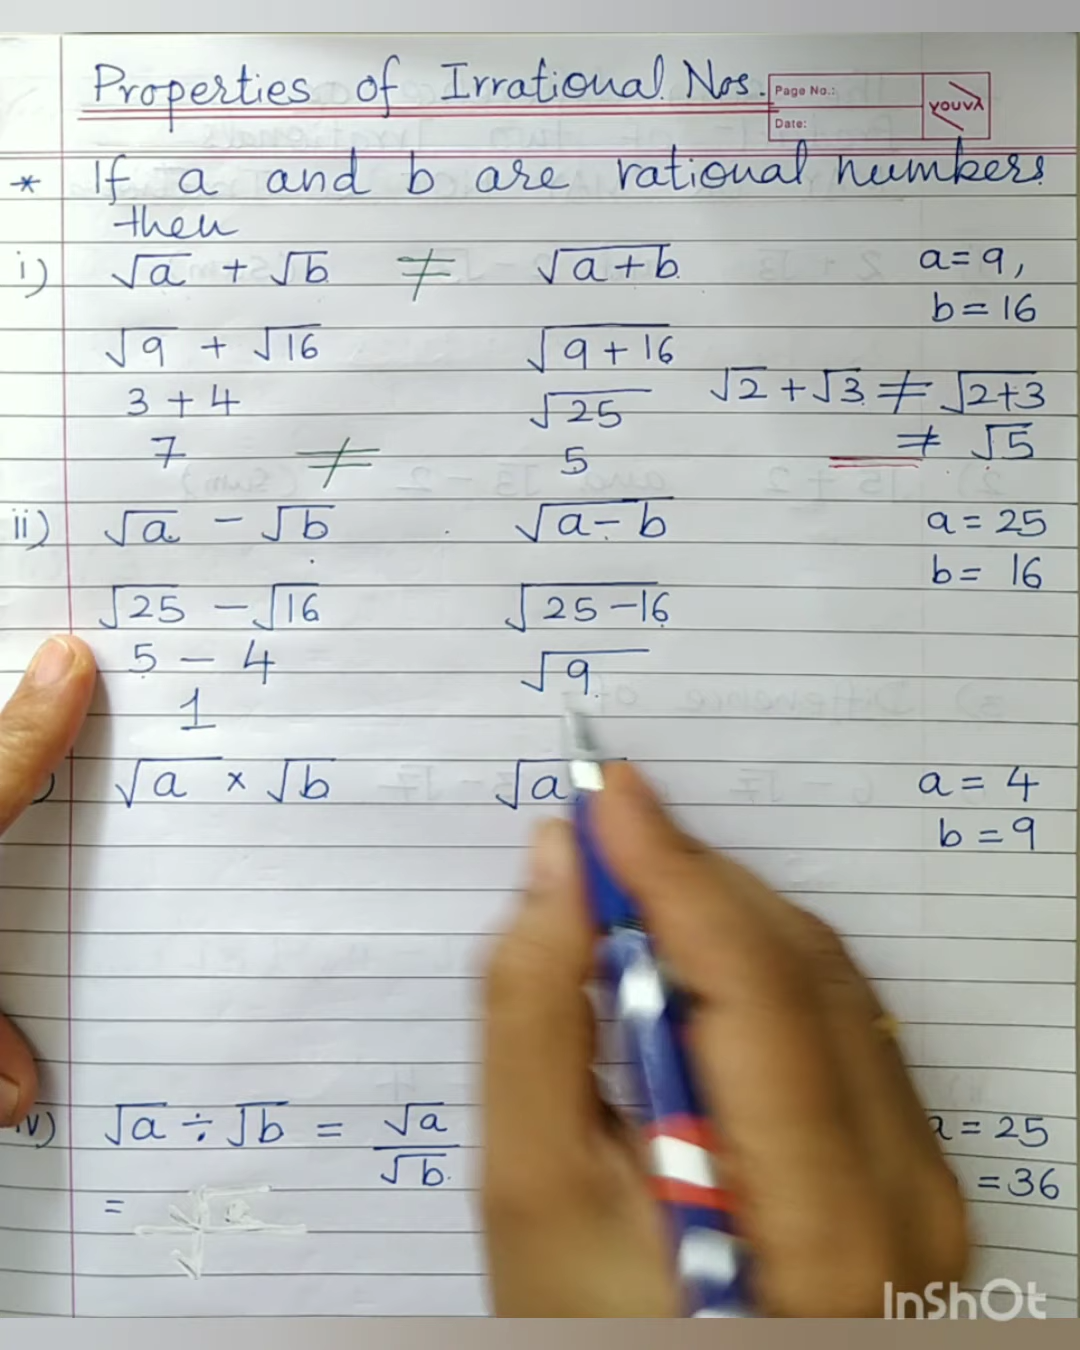 Properties of Irrational Nos.
Page No.:
Date:
YOUVA
* If a and b are rational numbers
then
i) √a + √b ≠ √a+b a = 9,
b = 16
√9 + √16 √9+16
3 + 4 √25 √2 + √3 ≠ √2+3
7 ≠ 5 ≠ √5
ii) √a - √b √a-b a = 25
b = 16
√25 - √16 √25-16
5 - 4 √9
1
) √a × √b √a a = 4
b = 9
iv) √a ÷ √b = √a/√b a = 25
= = 36
InShOt